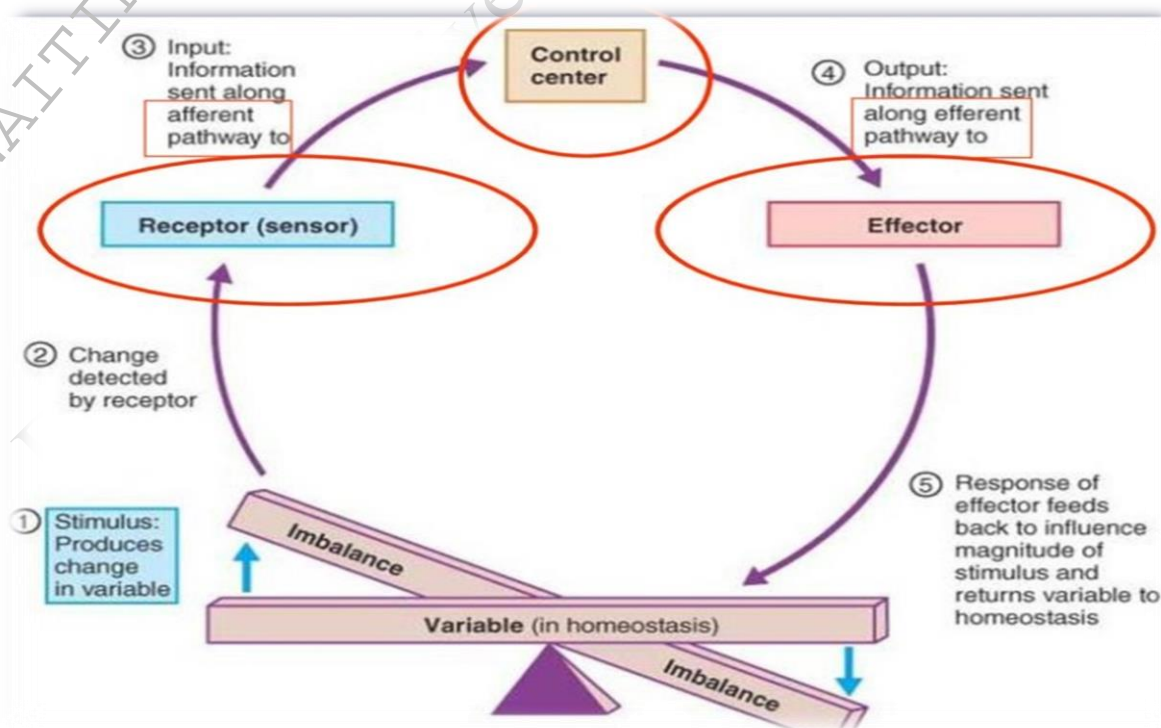 Control
center
③ Input:
Information
sent along
afferent
pathway to
④ Output:
Information sent
along efferent
pathway to
Receptor (sensor)
Effector
② Change
detected
by receptor
① Stimulus:
Produces
change
in variable
Imbalance
Variable (in homeostasis)
Imbalance
⑤ Response of
effector feeds
back to influence
magnitude of
stimulus and
returns variable to
homeostasis